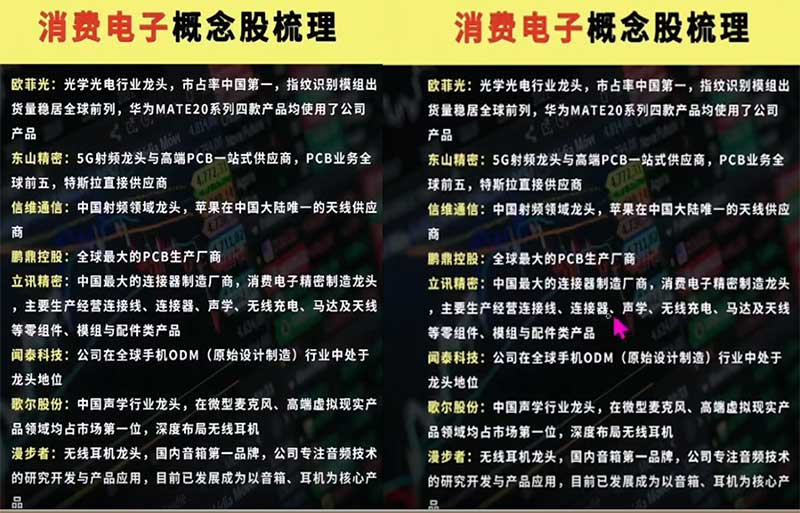 消费电子概念股梳理
欧菲光：光学光电行业龙头，市占率中国第一，指纹识别模组出
货量稳居全球前列，华为MATE20系列四款产品均使用了公司
产品
东山精密：5G射频龙头与高端PCB一站式供应商，PCB业务全
球前五，特斯拉直接供应商
信维通信：中国射频领域龙头，苹果在中国大陆唯一的天线供应
商
鹏鼎控股：全球最大的PCB生产厂商
立讯精密：中国最大的连接器制造厂商，消费电子精密制造龙头
，主要生产经营连接线、连接器、声学、无线充电、马达及天线
等零组件、模组与配件类产品
闻泰科技：公司在全球手机ODM（原始设计制造）行业中处于
龙头地位
歌尔股份：中国声学行业龙头，在微型麦克风、高端虚拟现实产
品领域均占市场第一位，深度布局无线耳机
漫步者：无线耳机龙头，国内音箱第一品牌，公司专注音频技术
的研究开发与产品应用，目前已发展成为以音箱、耳机为核心产
品
消费电子概念股梳理
欧菲光：光学光电行业龙头，市占率中国第一，指纹识别模组出
货量稳居全球前列，华为MATE20系列四款产品均使用了公司
产品
东山精密：5G射频龙头与高端PCB一站式供应商，PCB业务全
球前五，特斯拉直接供应商
信维通信：中国射频领域龙头，苹果在中国大陆唯一的天线供应
商
鹏鼎控股：全球最大的PCB生产厂商
立讯精密：中国最大的连接器制造厂商，消费电子精密制造龙头
，主要生产经营连接线、连接器、声学、无线充电、马达及天线
等零组件、模组与配件类产品
闻泰科技：公司在全球手机ODM（原始设计制造）行业中处于
龙头地位
歌尔股份：中国声学行业龙头，在微型麦克风、高端虚拟现实产
品领域均占市场第一位，深度布局无线耳机
漫步者：无线耳机龙头，国内音箱第一品牌，公司专注音频技术
的研究开发与产品应用，目前已发展成为以音箱、耳机为核心产
品